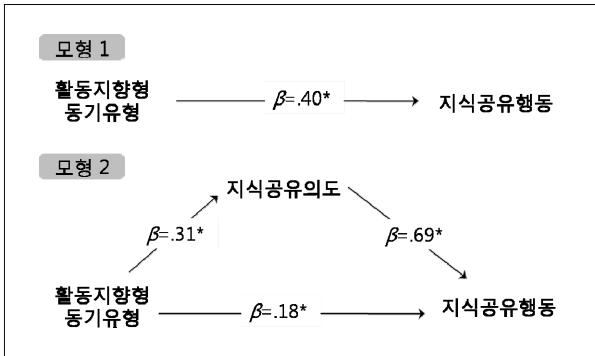 모형 1
활동지향형
동기유형
β=.40*
지식공유행동
모형 2
지식공유의도
β=.31*
β=.69*
활동지향형
동기유형
β=.18*
지식공유행동